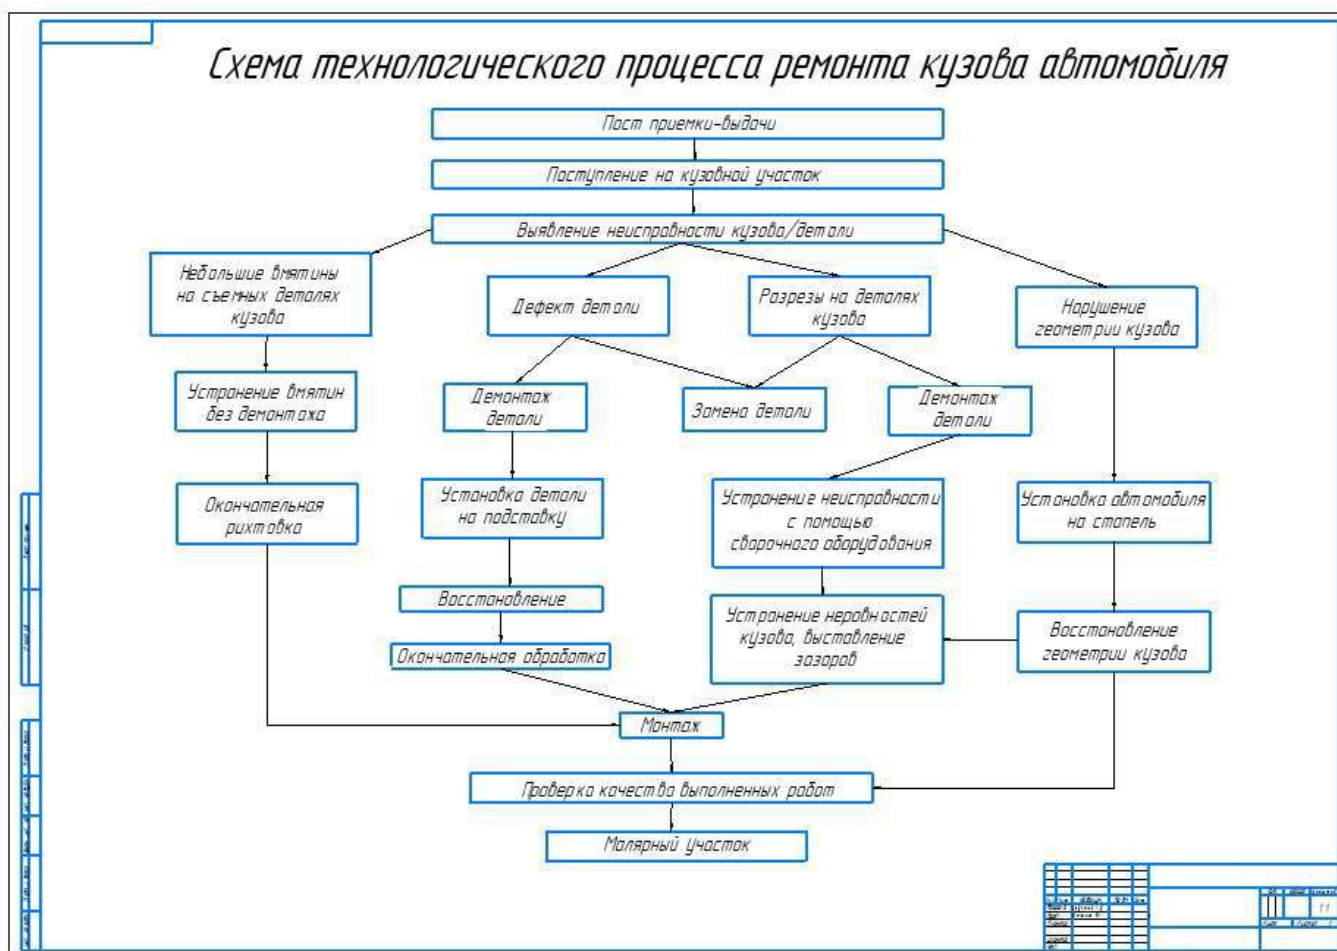 Схема технологического процесса ремонта кузова автомобиля
Пост приемки-выдачи
Поступление на кузовной участок
Выявление неисправности кузова/детали
Небольшие вмятины
на съемных деталях
кузова
Дефект детали
Разрезы на деталях
кузова
Нарушение
геометрии кузова
Устранение вмятин
без демонтажа
Демонтаж
детали
Замена детали
Демонтаж
детали
Окончательная
рихтовка
Установка детали
на подставку
Устранение неисправности
с помощью
сварочного оборудования
Установка автомобиля
на стапель
Восстановление
Окончательная обработка
Устранение неровностей
кузова, выставление
зазоров
Восстановление
геометрии кузова
Монтаж
Проверка качества выполненных работ
Малярный участок